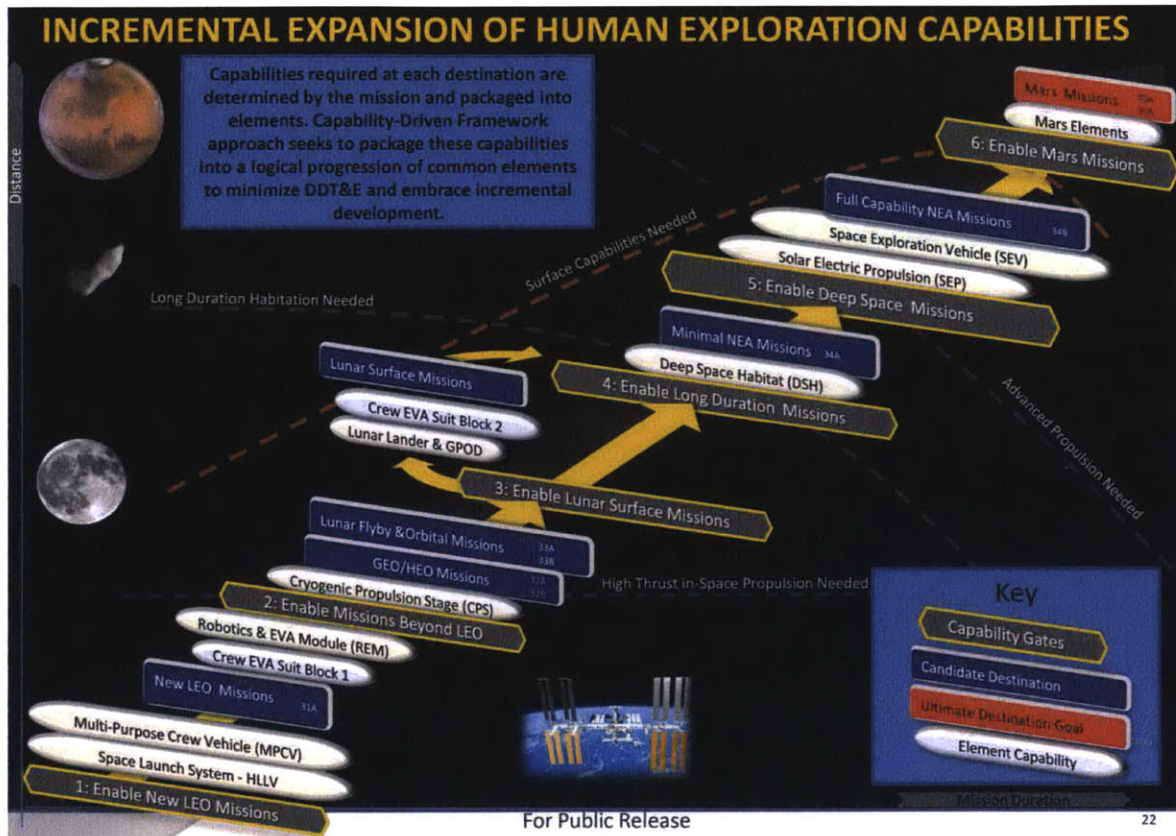 INCREMENTAL EXPANSION OF HUMAN EXPLORATION CAPABILITIES
Distance
Capabilities required at each destination are
determined by the mission and packaged into
elements. Capability-Driven Framework
approach seeks to package these capabilities
into a logical progression of common elements
to minimize DDT&E and embrace incremental
development.
Mars Missions
Mars Elements
6: Enable Mars Missions
Full Capability NEA Missions
34B
Space Exploration Vehicle (SEV)
Solar Electric Propulsion (SEP)
5: Enable Deep Space Missions
Surface Capabilities Needed
Long Duration Habitation Needed
Minimal NEA Missions
34A
Deep Space Habitat (DSH)
4: Enable Long Duration Missions
Advanced Propulsion Needed
Lunar Surface Missions
Crew EVA Suit Block 2
Lunar Lander & GPOD
3: Enable Lunar Surface Missions
Lunar Flyby &Orbital Missions
33A
33B
GEO/HEO Missions
32A
32B
Cryogenic Propulsion Stage (CPS)
High Thrust in-Space Propulsion Needed
2: Enable Missions Beyond LEO
Robotics & EVA Module (REM)
Crew EVA Suit Block 1
New LEO Missions
31A
Multi-Purpose Crew Vehicle (MPCV)
Space Launch System - HLLV
1: Enable New LEO Missions
Key
Capability Gates
Candidate Destination
Ultimate Destination Goal
Element Capability
Mission Duration
For Public Release
22